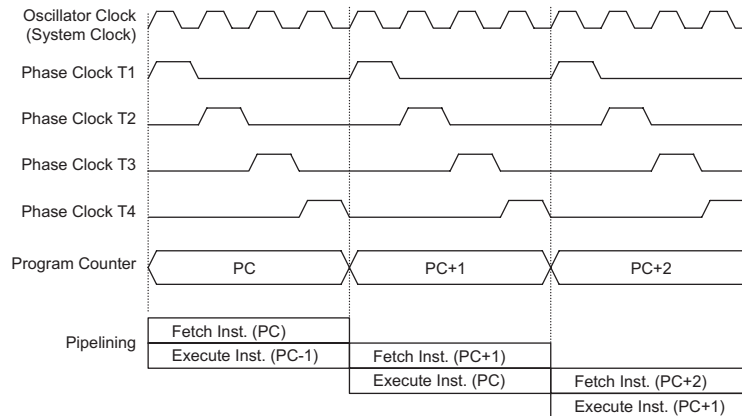 Oscillator Clock
(System Clock)
Phase Clock T1
Phase Clock T2
Phase Clock T3
Phase Clock T4
Program Counter
PC
PC+1
PC+2
Pipelining
Fetch Inst. (PC)
Execute Inst. (PC-1)
Fetch Inst. (PC+1)
Execute Inst. (PC)
Fetch Inst. (PC+2)
Execute Inst. (PC+1)